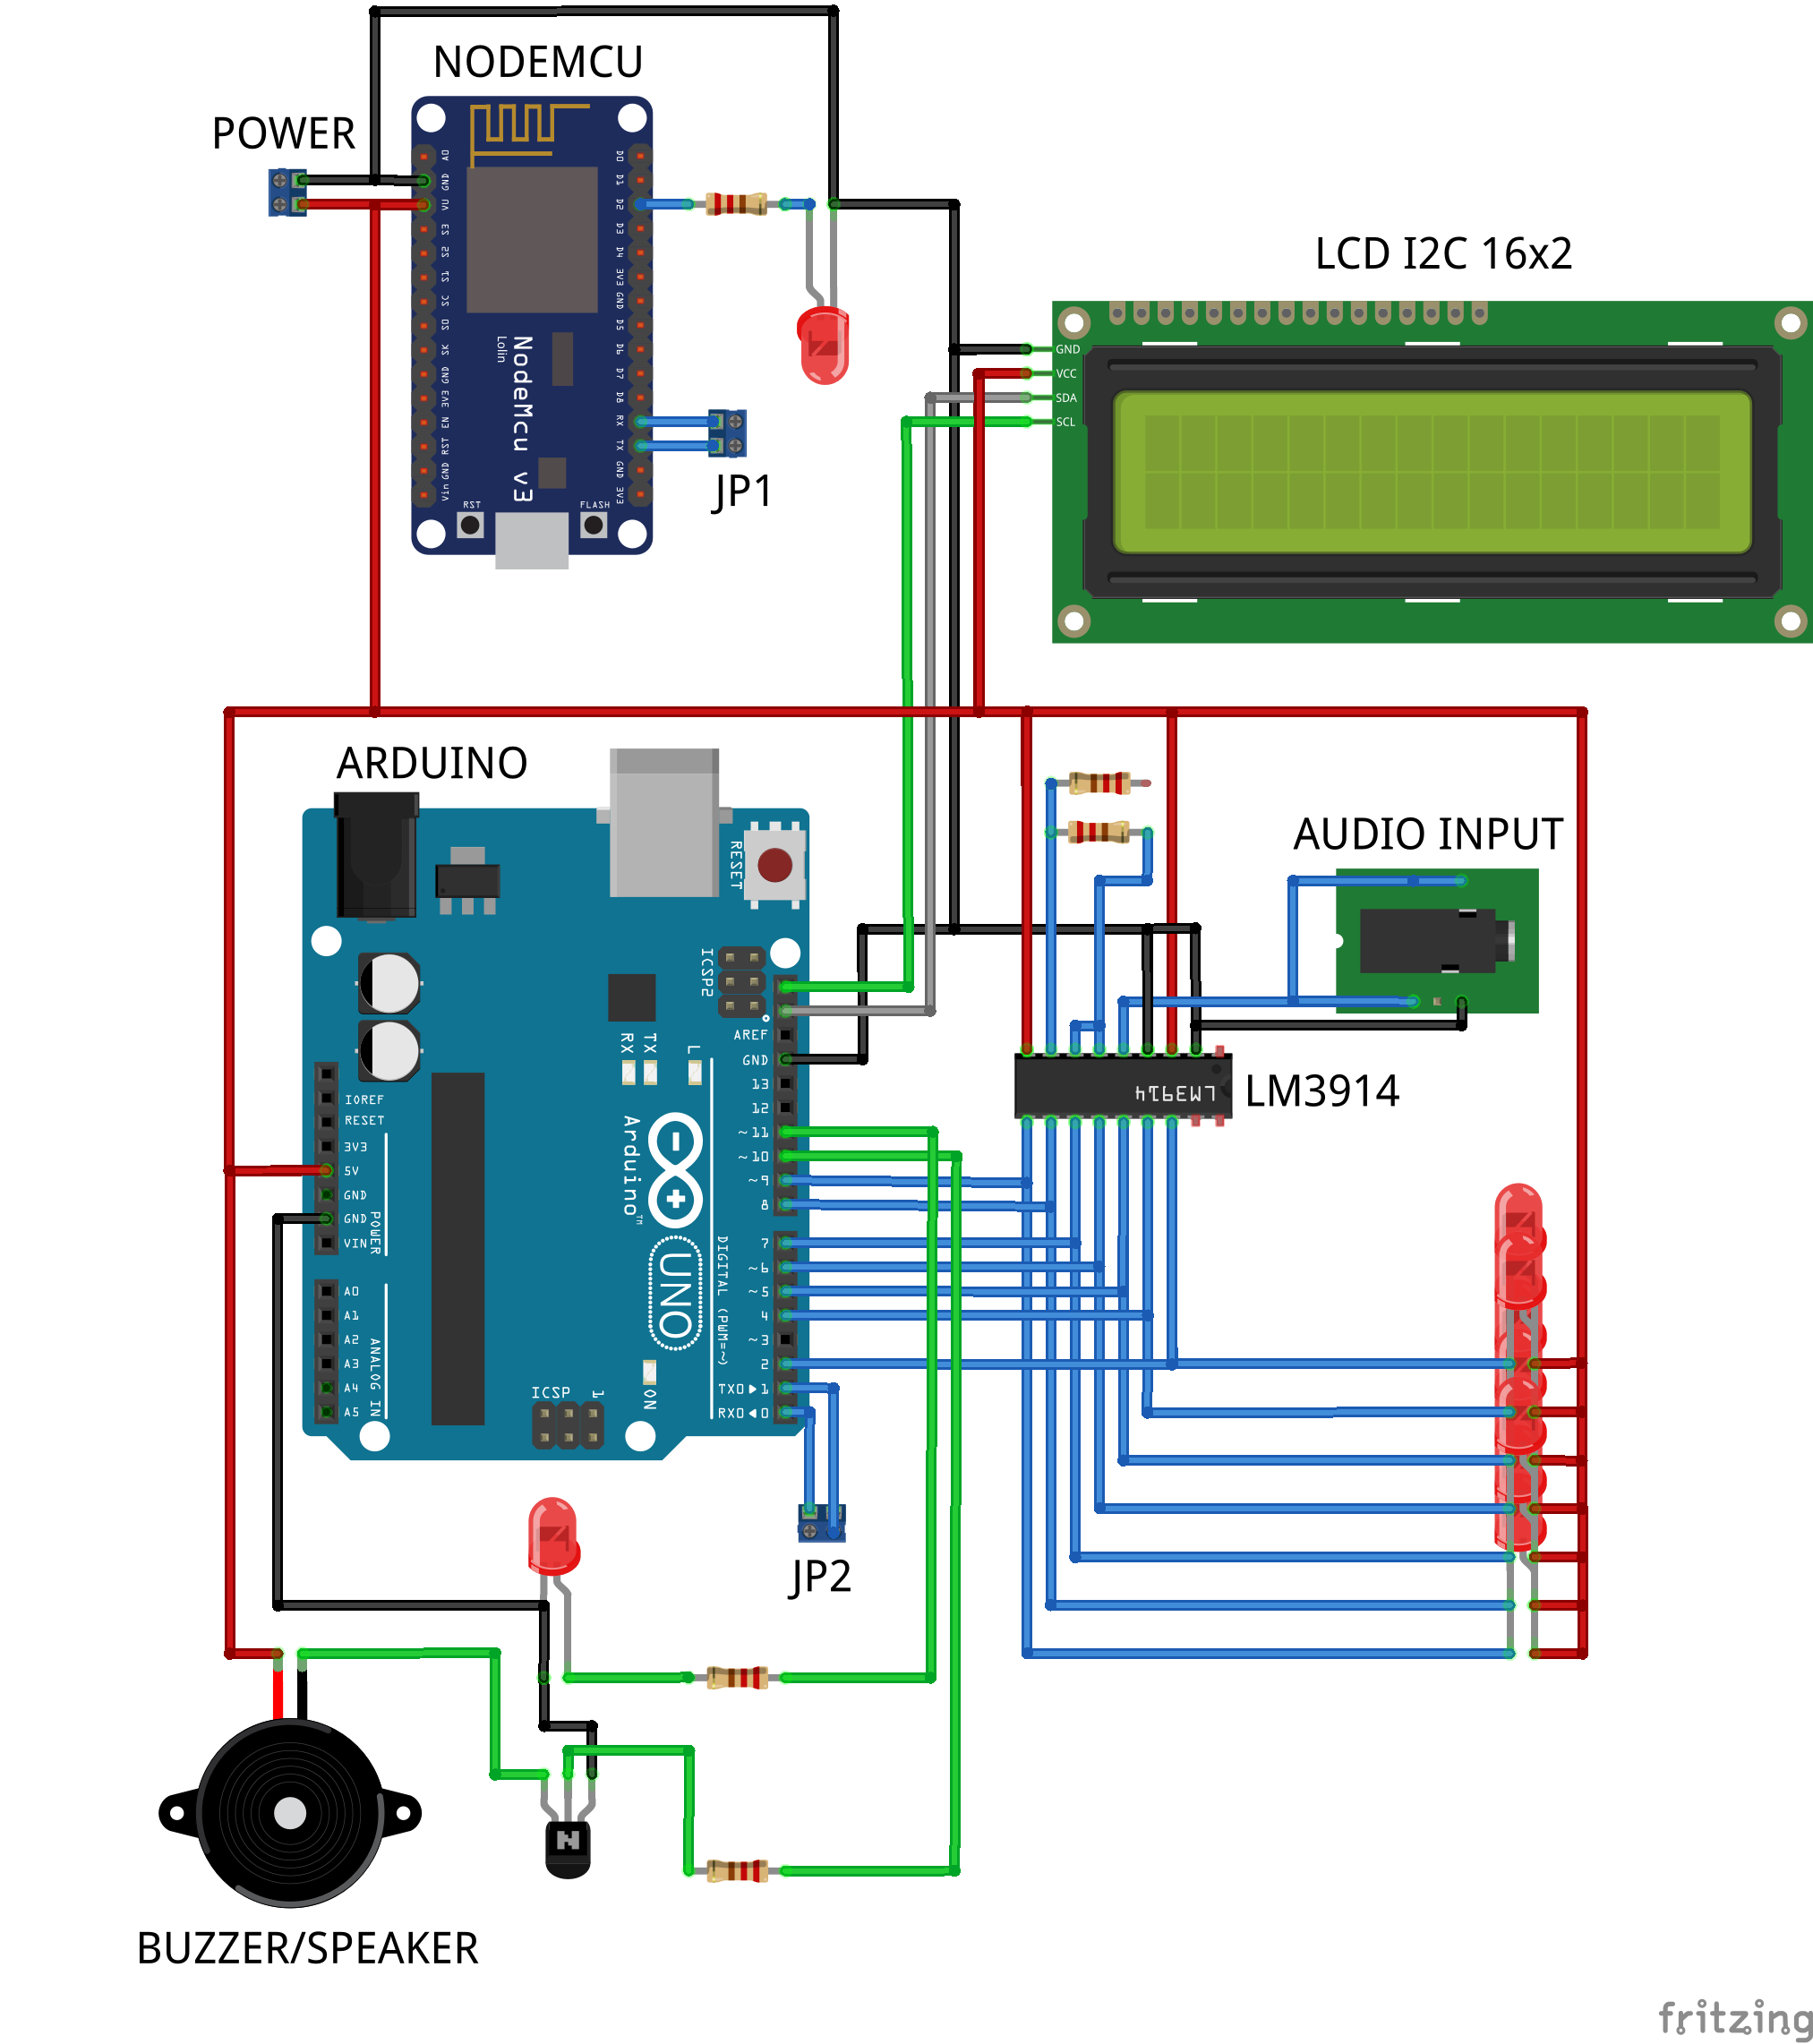 NODEMCU
POWER
A0
GND
VU
S3
S2
S1
SC
S0
SK
GND
3V3
EN
RST
GND
Vin
D0
D1
D2
D3
D4
3V3
GND
D5
D6
D7
D8
RX
TX
GND
3V3
NodeMcu v3
Lolin
RST
FLASH
JP1
LCD I2C 16x2
GND
VCC
SDA
SCL
ARDUINO
RESET
ICSP2
AREF
GND
13
12
~11
~10
~9
8
7
~6
~5
4
~3
2
TX0▶1
RX0◀0
RX
TX
L
Arduino™
UNO
DIGITAL (PWM=~)
IOREF
RESET
3V3
5V
GND
GND
VIN
POWER
A0
A1
A2
A3
A4
A5
ANALOG IN
ICSP
1
ON
AUDIO INPUT
LM3914
LM3914
JP2
BUZZER/SPEAKER
fritzing